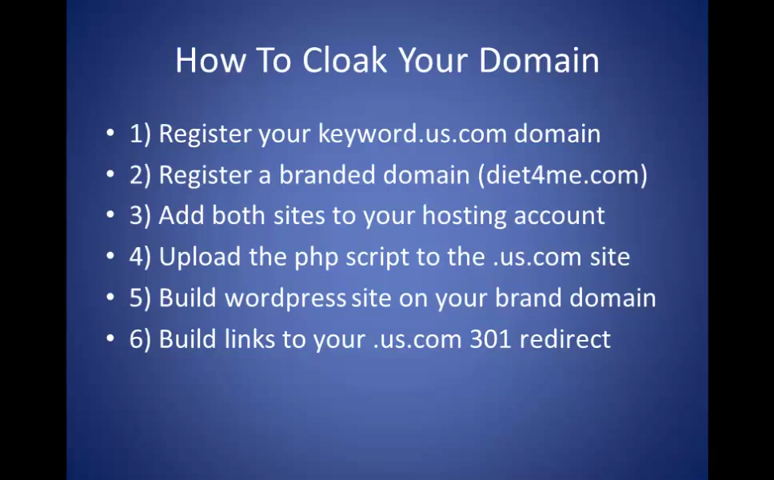 How To Cloak Your Domain
• 1) Register your keyword.us.com domain
• 2) Register a branded domain (diet4me.com)
• 3) Add both sites to your hosting account
• 4) Upload the php script to the .us.com site
• 5) Build wordpress site on your brand domain
• 6) Build links to your .us.com 301 redirect